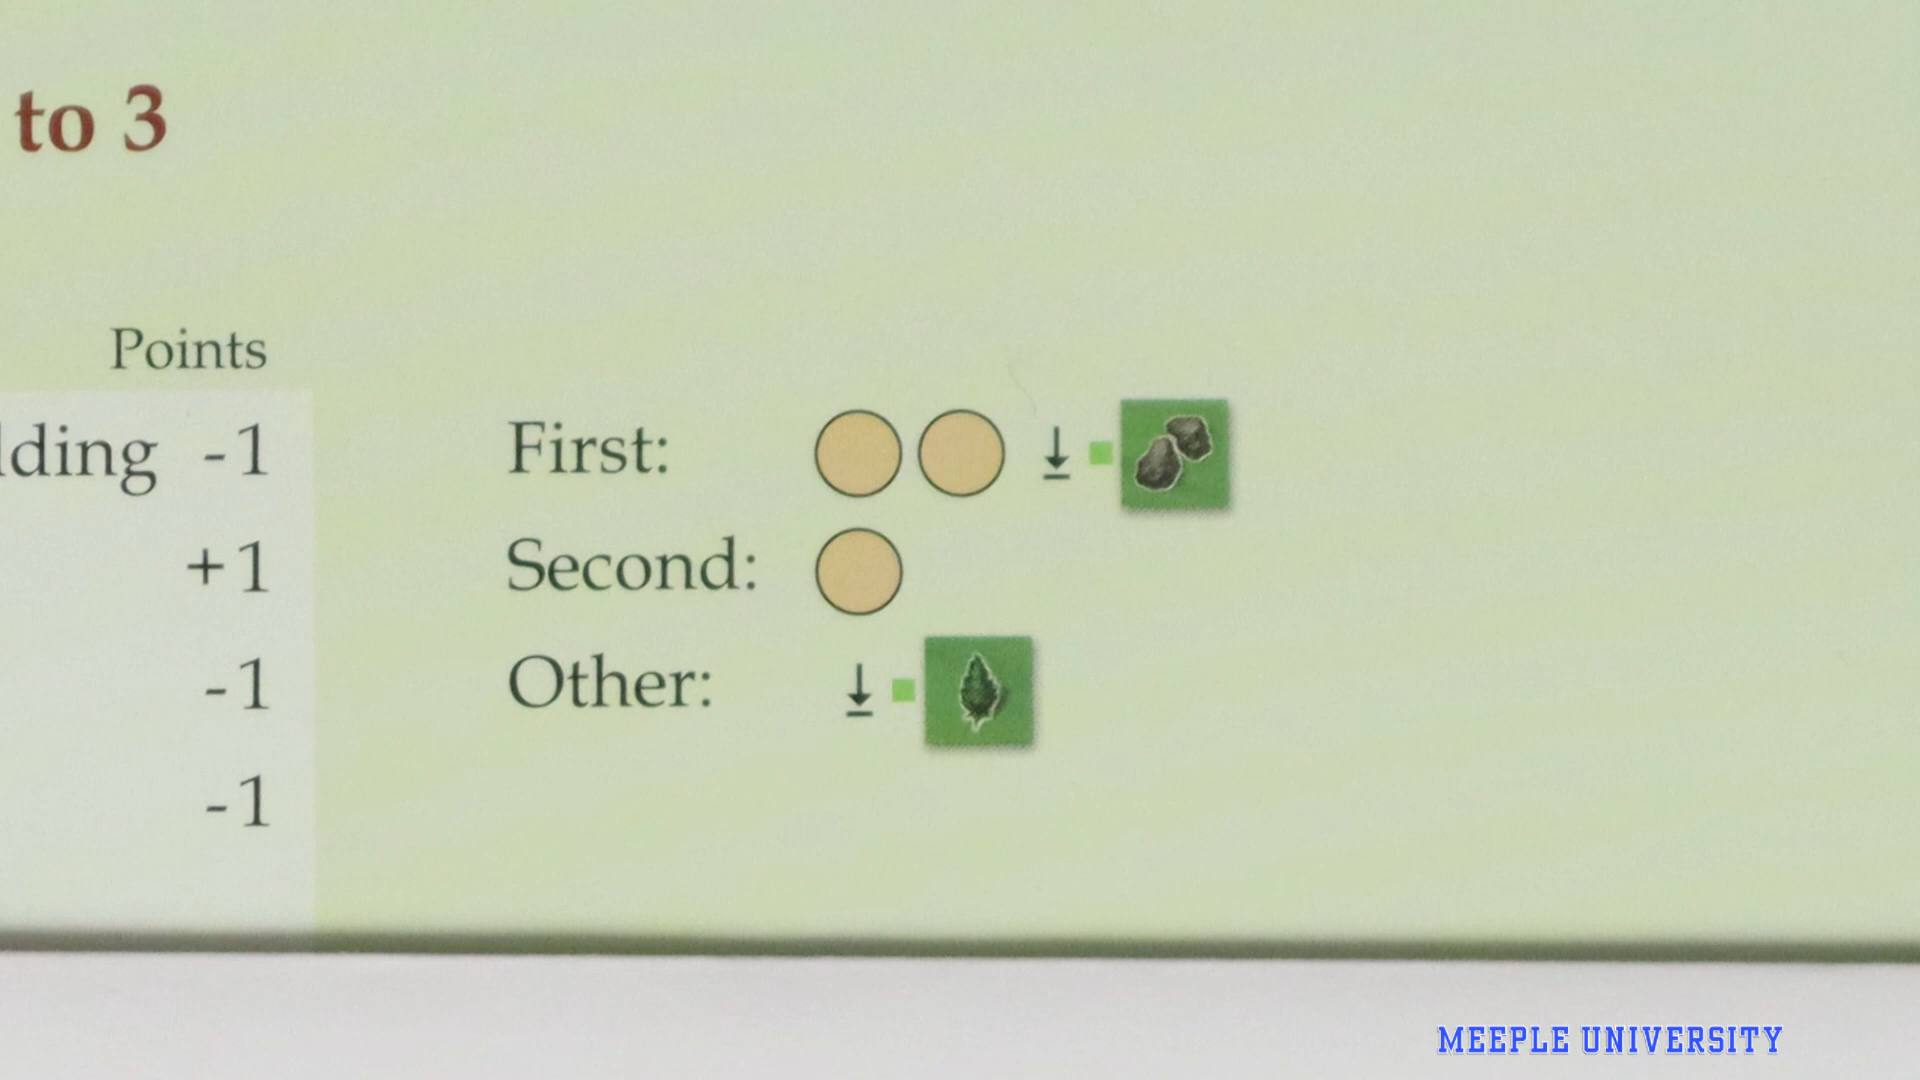 to 3
Points
lding -1
+1
-1
-1
First:
Second:
Other:
MEEPLE UNIVERSITY